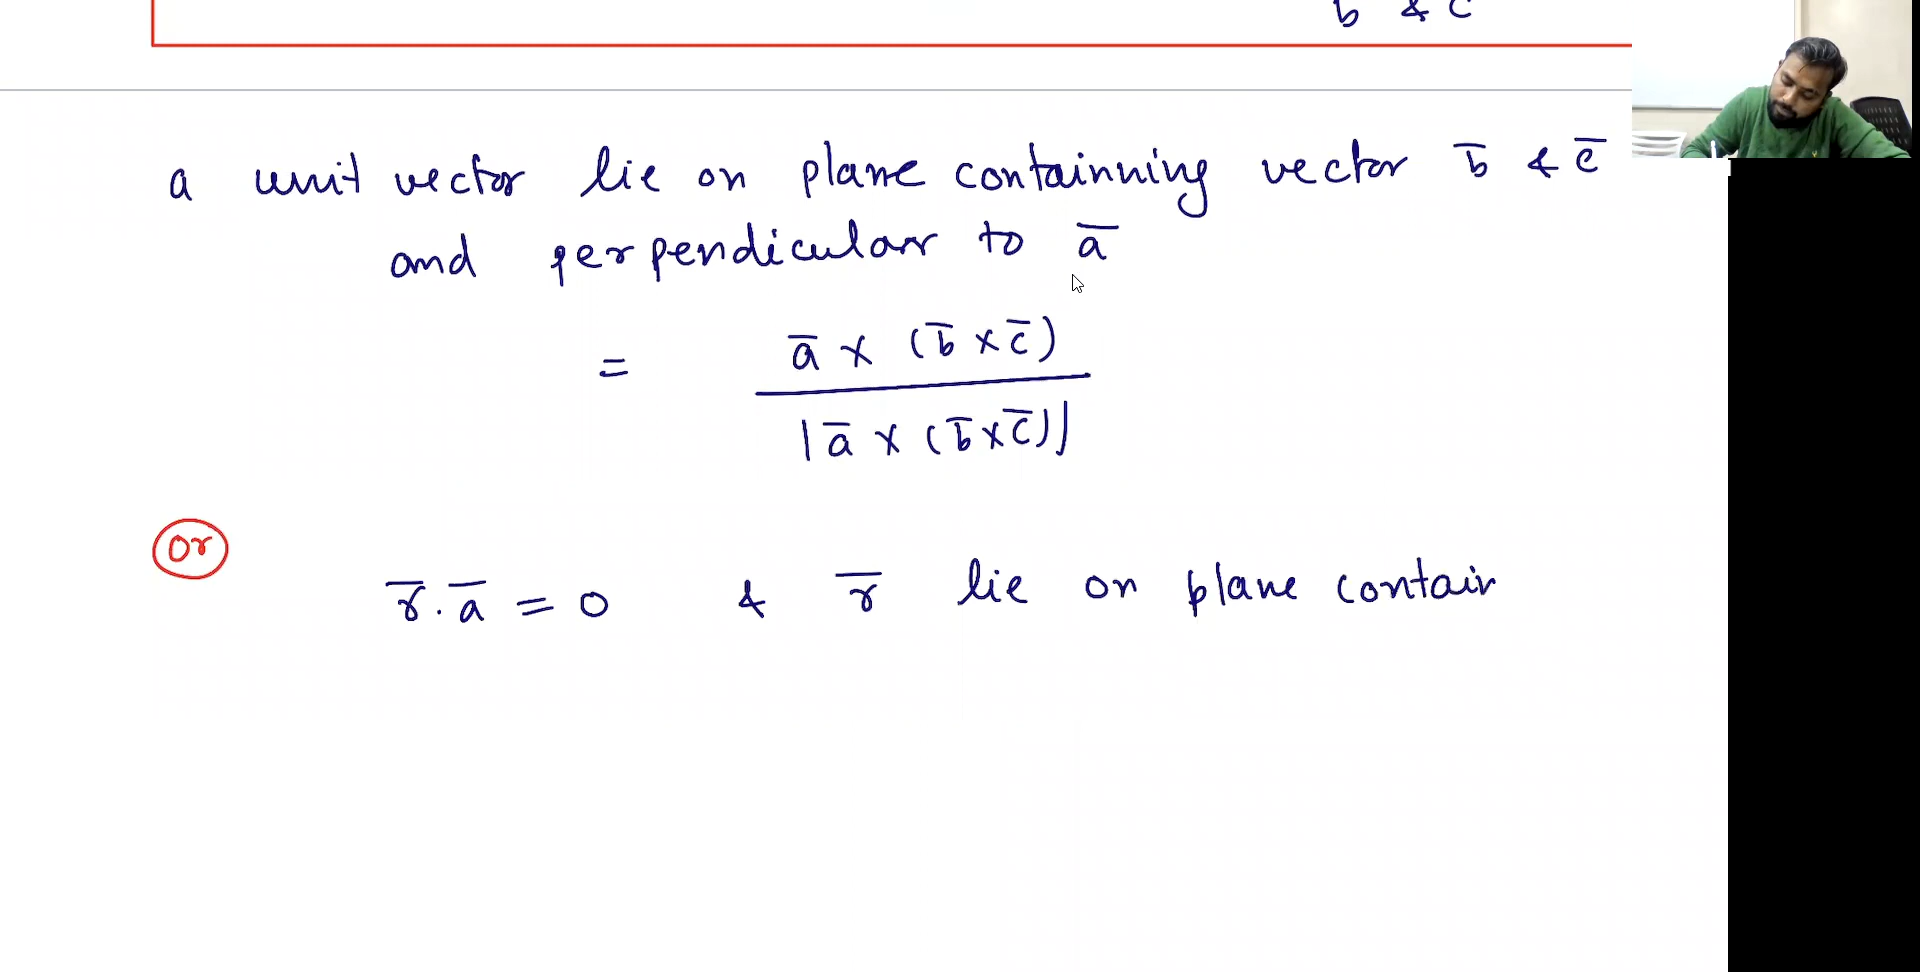 b̄ & c̄
a unit vector lie on plane containning vector b̄ & c̄
and perpendicular to ā
= ā × (b̄ × c̄)
|ā × (b̄ × c̄)|
Or
r̄ . ā = 0 & r̄ lie on plane contain